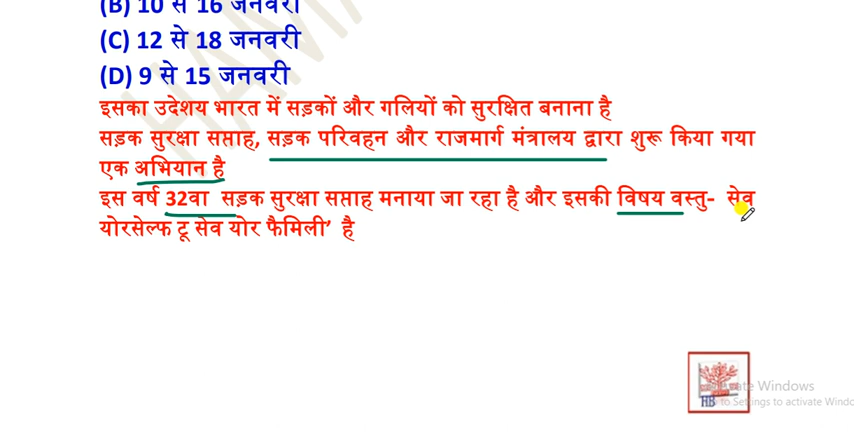 (B) 10 से 16 जनवरी
(C) 12 से 18 जनवरी
(D) 9 से 15 जनवरी
इसका उदेशय भारत में सड़कों और गलियों को सुरक्षित बनाना है
सड़क सुरक्षा सप्ताह, सड़क परिवहन और राजमार्ग मंत्रालय द्वारा शुरू किया गया
एक अभियान है
इस वर्ष 32वा सड़क सुरक्षा सप्ताह मनाया जा रहा है और इसकी विषय वस्तु- सेव
योरसेल्फ टू सेव योर फैमिली’ है
Activate Windows
to Settings to activate Windo
HB